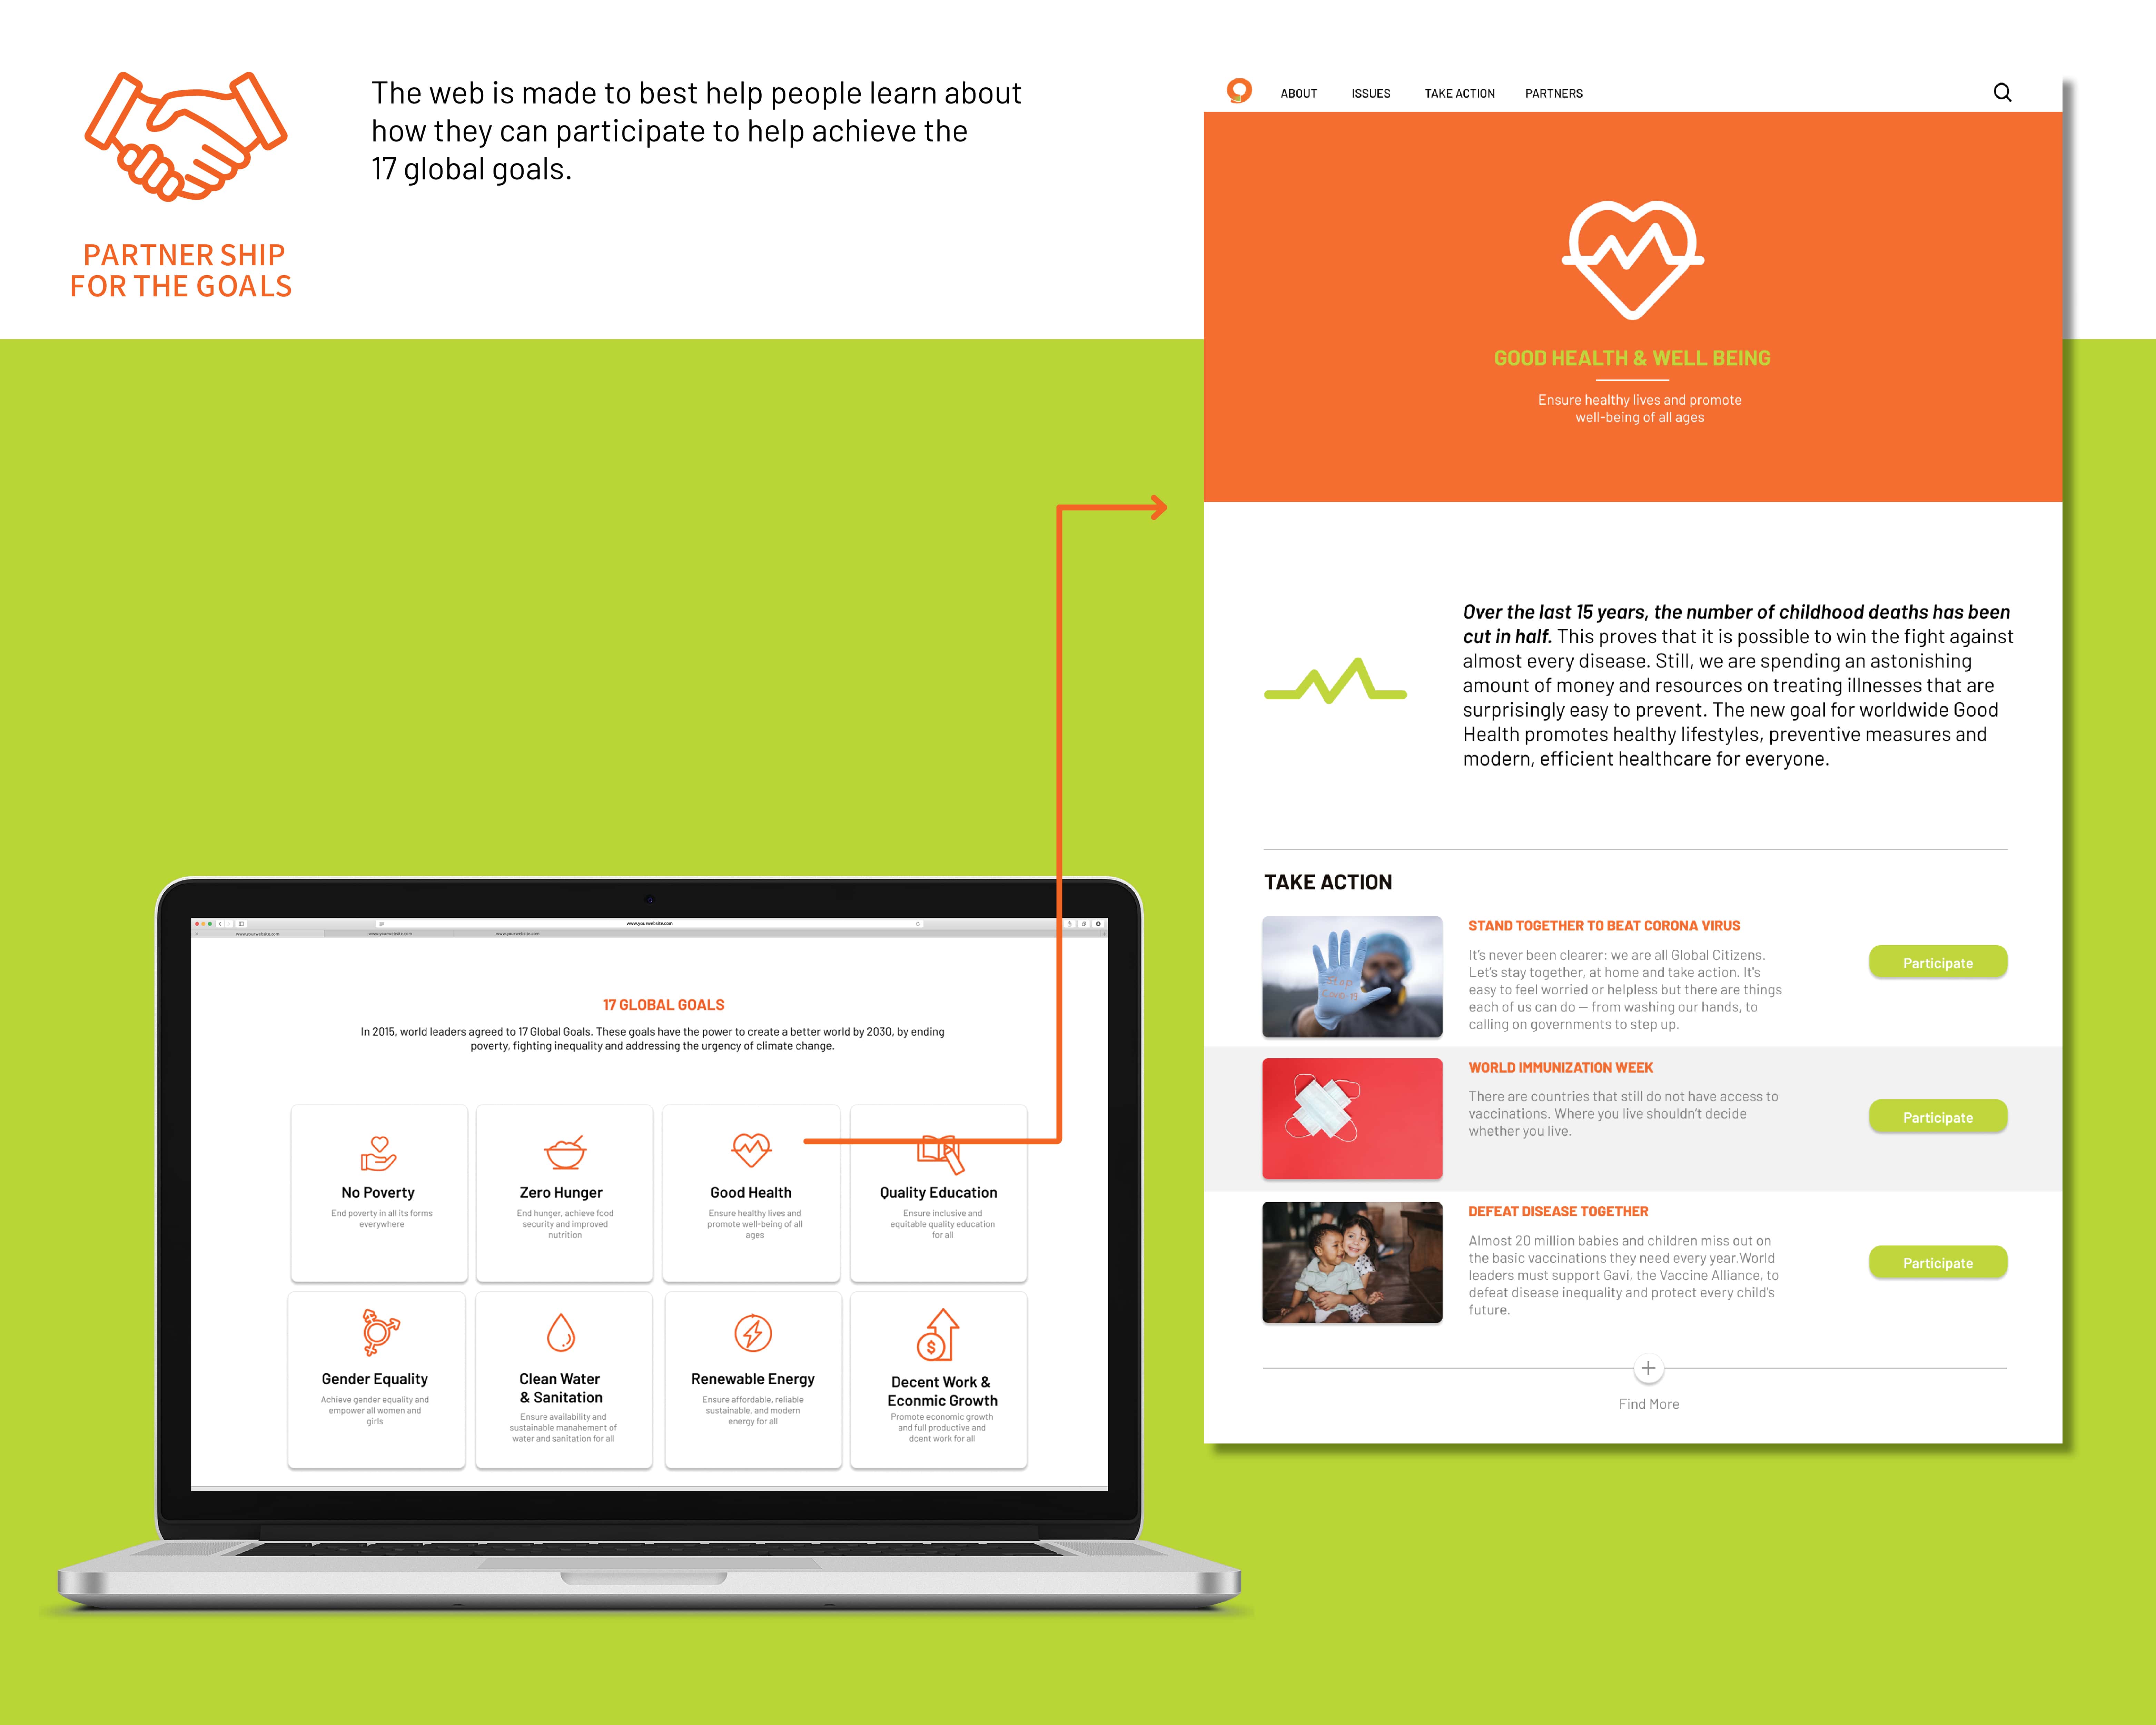 The web is made to best help people learn about
how they can participate to help achieve the
17 global goals.
PARTNER SHIP
FOR THE GOALS
www.yourwebsite.com
www.yourwebsite.com
www.yourwebsite.com
www.yourwebsite.com
17 GLOBAL GOALS
In 2015, world leaders agreed to 17 Global Goals. These goals have the power to create a better world by 2030, by ending
poverty, fighting inequality and addressing the urgency of climate change.
No Poverty
End poverty in all its forms
everywhere
Zero Hunger
End hunger, achieve food
security and improved
nutrition
Good Health
Ensure healthy lives and
promote well-being of all
ages
Quality Education
Ensure inclusive and
equitable quality education
for all
Gender Equality
Achieve gender equality and
empower all women and
girls
Clean Water
& Sanitation
Ensure availability and
sustainable manahement of
water and sanitation for all
Renewable Energy
Ensure affordable, reliable
sustainable, and modern
energy for all
$
Decent Work &
Econmic Growth
Promote economic growth
and full productive and
dcent work for all
ABOUT ISSUES TAKE ACTION PARTNERS
GOOD HEALTH & WELL BEING
Ensure healthy lives and promote
well-being of all ages
Over the last 15 years, the number of childhood deaths has been
cut in half. This proves that it is possible to win the fight against
almost every disease. Still, we are spending an astonishing
amount of money and resources on treating illnesses that are
surprisingly easy to prevent. The new goal for worldwide Good
Health promotes healthy lifestyles, preventive measures and
modern, efficient healthcare for everyone.
TAKE ACTION
Stop
STAND TOGETHER TO BEAT CORONA VIRUS
It's never been clearer: we are all Global Citizens.
Let's stay together, at home and take action. It's
easy to feel worried or helpless but there are things
each of us can do — from washing our hands, to
calling on governments to step up.
Participate
WORLD IMMUNIZATION WEEK
There are countries that still do not have access to
vaccinations. Where you live shouldn't decide
whether you live.
Participate
DEFEAT DISEASE TOGETHER
Almost 20 million babies and children miss out on
the basic vaccinations they need every year.World
leaders must support Gavi, the Vaccine Alliance, to
defeat disease inequality and protect every child's
future.
Participate
Find More